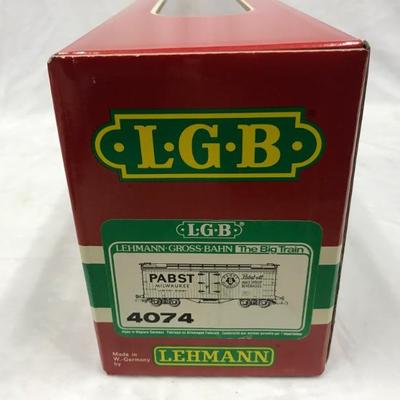 L·G·B
L·G·B
LEHMANN·GROSS·BAHN The Big Train
PABST
MILWAUKEE
4074
Made in
W.-Germany
by
LEHMANN